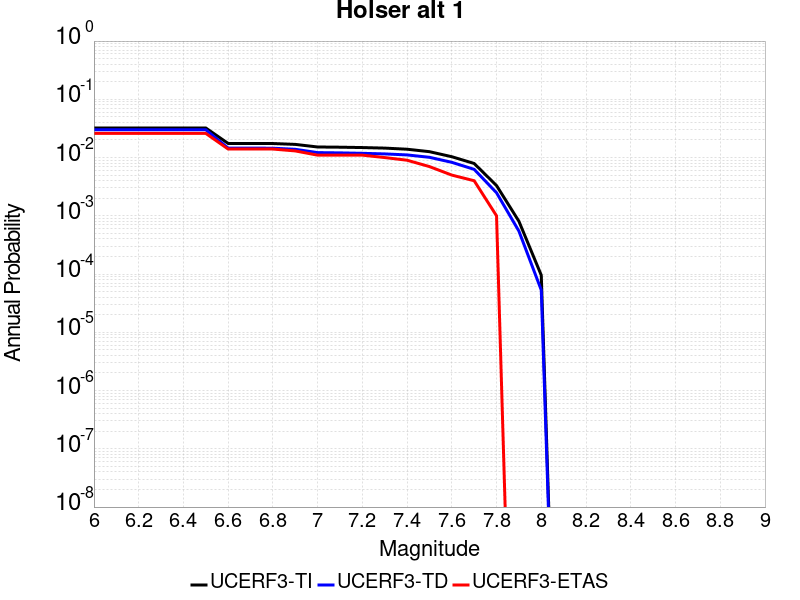 Holser alt 1
10^0
10^-1
10^-2
10^-3
10^-4
10^-5
10^-6
10^-7
10^-8
Annual Probability
6 6.2 6.4 6.6 6.8 7 7.2 7.4 7.6 7.8 8 8.2 8.4 8.6 8.8 9
Magnitude
UCERF3-TI UCERF3-TD UCERF3-ETAS